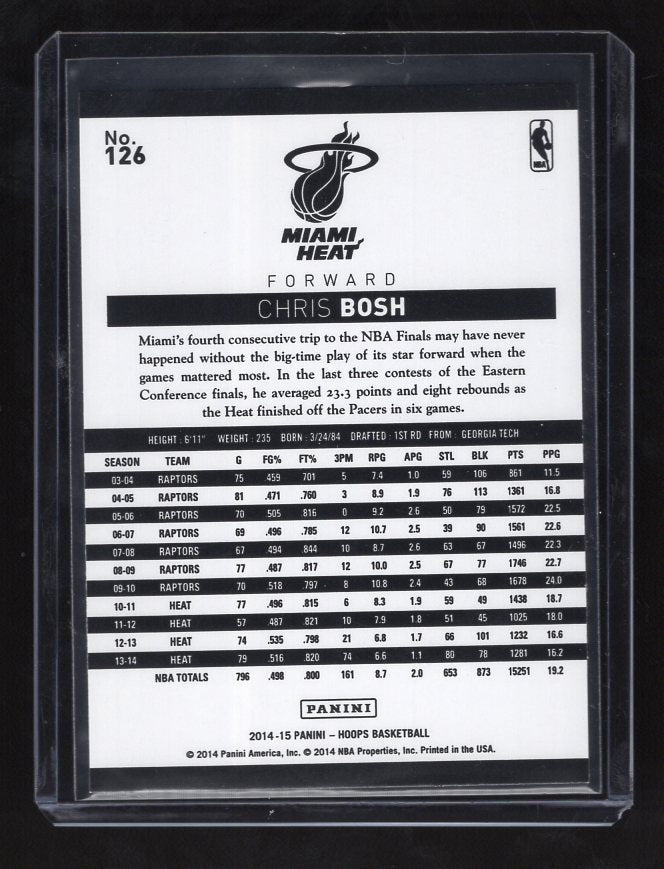 No.
126
NBA
MIAMI
HEAT
FORWARD
CHRIS BOSH
Miami's fourth consecutive trip to the NBA Finals may have never
happened without the big-time play of its star forward when the
games mattered most. In the last three contests of the Eastern
Conference finals, he averaged 23.3 points and eight rebounds as
the Heat finished off the Pacers in six games.
HEIGHT : 6'11" WEIGHT : 235 BORN : 3/24/84 DRAFTED : 1ST RD FROM : GEORGIA TECH
SEASON TEAM G FG% FT% 3PM RPG APG STL BLK PTS PPG
03-04 RAPTORS 75 .459 .701 5 7.4 1.0 59 106 861 11.5
04-05 RAPTORS 81 .471 .760 3 8.9 1.9 76 113 1361 16.8
05-06 RAPTORS 70 .505 .816 0 9.2 2.6 50 79 1572 22.5
06-07 RAPTORS 69 .496 .785 12 10.7 2.5 39 90 1561 22.6
07-08 RAPTORS 67 .494 .844 10 8.7 2.6 63 67 1496 22.3
08-09 RAPTORS 77 .487 .817 12 10.0 2.5 67 77 1746 22.7
09-10 RAPTORS 70 .518 .797 8 10.8 2.4 43 68 1678 24.0
10-11 HEAT 77 .496 .815 6 8.3 1.9 59 49 1438 18.7
11-12 HEAT 57 .487 .821 10 7.9 1.8 51 45 1025 18.0
12-13 HEAT 74 .535 .798 21 6.8 1.7 66 101 1232 16.6
13-14 HEAT 79 .516 .820 74 6.6 1.1 80 78 1281 16.2
NBA TOTALS 796 .498 .800 161 8.7 2.0 653 873 15251 19.2
PANINI
2014-15 PANINI – HOOPS BASKETBALL
© 2014 Panini America, Inc. © 2014 NBA Properties, Inc. Printed in the USA.